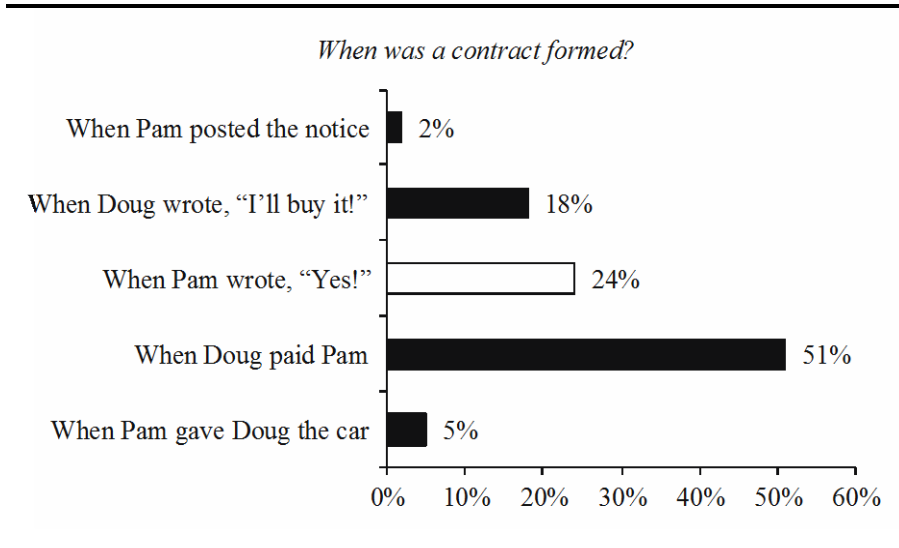 When was a contract formed?
When Pam posted the notice 2%
When Doug wrote, “I’ll buy it!” 18%
When Pam wrote, “Yes!” 24%
When Doug paid Pam 51%
When Pam gave Doug the car 5%
0% 10% 20% 30% 40% 50% 60%